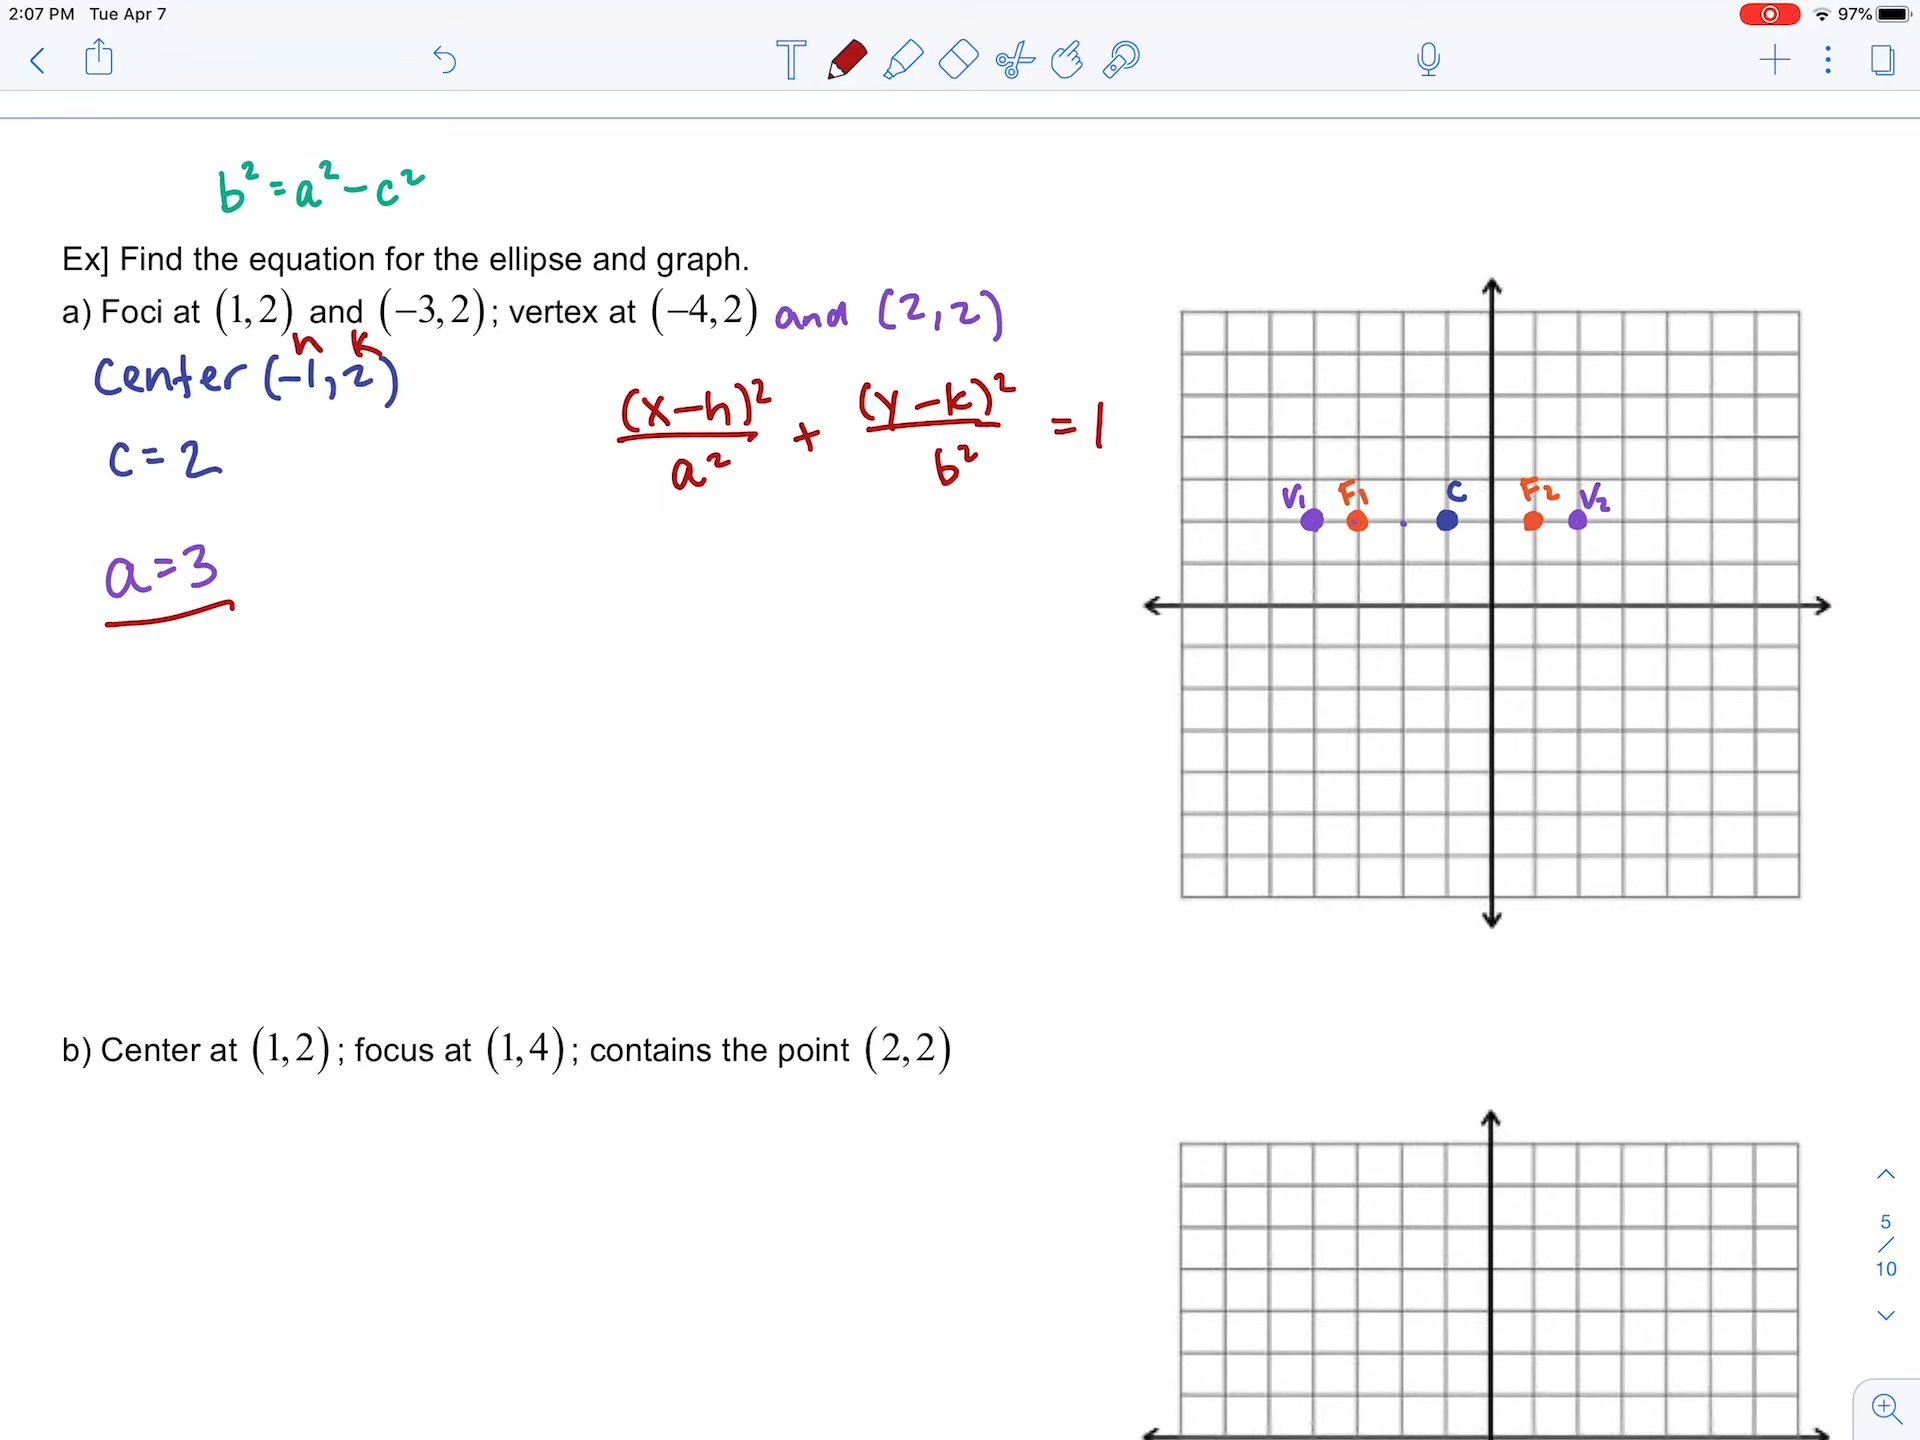 2:07 PM Tue Apr 7
97%
T
b² = a² − c²
Ex] Find the equation for the ellipse and graph.
a) Foci at (1,2) and (−3,2); vertex at (−4,2) and (2,2)
h k
Center (−1,2)
(x−h)²/a² + (y−k)²/b² = 1
c = 2
V₁ F₁ C F₂ V₂
a = 3
b) Center at (1,2); focus at (1,4); contains the point (2,2)
5
/
10